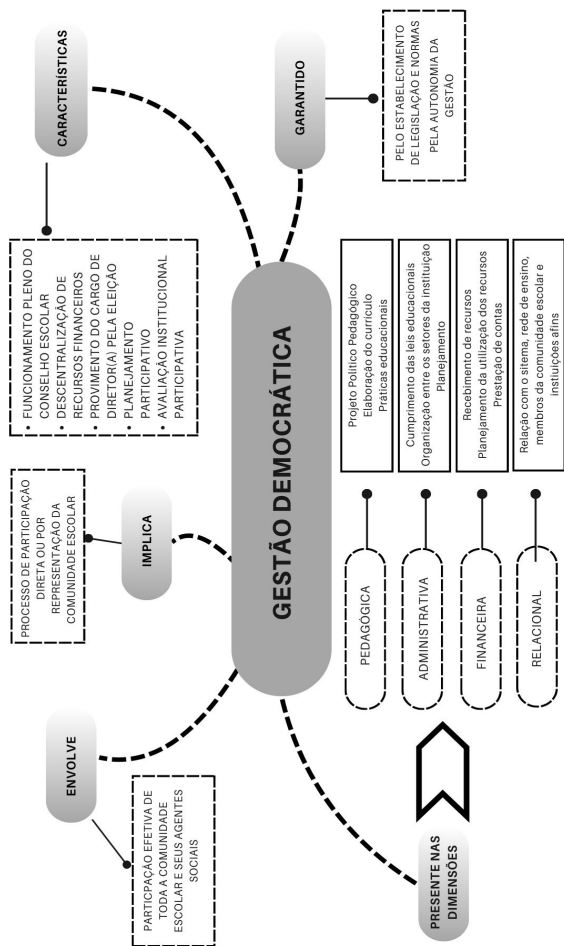 ENVOLVE
PARTICPAÇÃO EFETIVA DE
TODA A COMUNIDADE
ESCOLAR E SEUS AGENTES
SOCIAIS
IMPLICA
PROCESSO DE PARTICIPAÇÃO
DIRETA OU POR
REPRESENTAÇÃO DA
COMUNIDADE ESCOLAR
CARACTERÍSTICAS
• FUNCIONAMENTO PLENO DO
CONSELHO ESCOLAR
• DESCENTRALIZAÇÃO DE
RECURSOS FINANCEIROS
• PROVIMENTO DO CARGO DE
DIRETOR(A) PELA ELEIÇÃO
• PLANEJAMENTO
PARTICIPATIVO
• AVALIAÇÃO INSTITUCIONAL
PARTICIPATIVA
GESTÃO DEMOCRÁTICA
GARANTIDO
PELO ESTABELECIMENTO
DE LEGISLAÇÃO E NORMAS
PELA AUTONOMIA DA
GESTÃO
PRESENTE NAS
DIMENSÕES
PEDAGÓGICA
Projeto Político Pedagógico
Elaboração do currículo
Práticas educacionais
ADMINISTRATIVA
Cumprimento das leis educacionais
Organização entre os setores da instituição
Planejamento
FINANCEIRA
Recebimento de recursos
Planejamento da utilização dos recursos
Prestação de contas
RELACIONAL
Relação com o sitema, rede de ensino,
membros da comunidade escolar e
instiuições afins